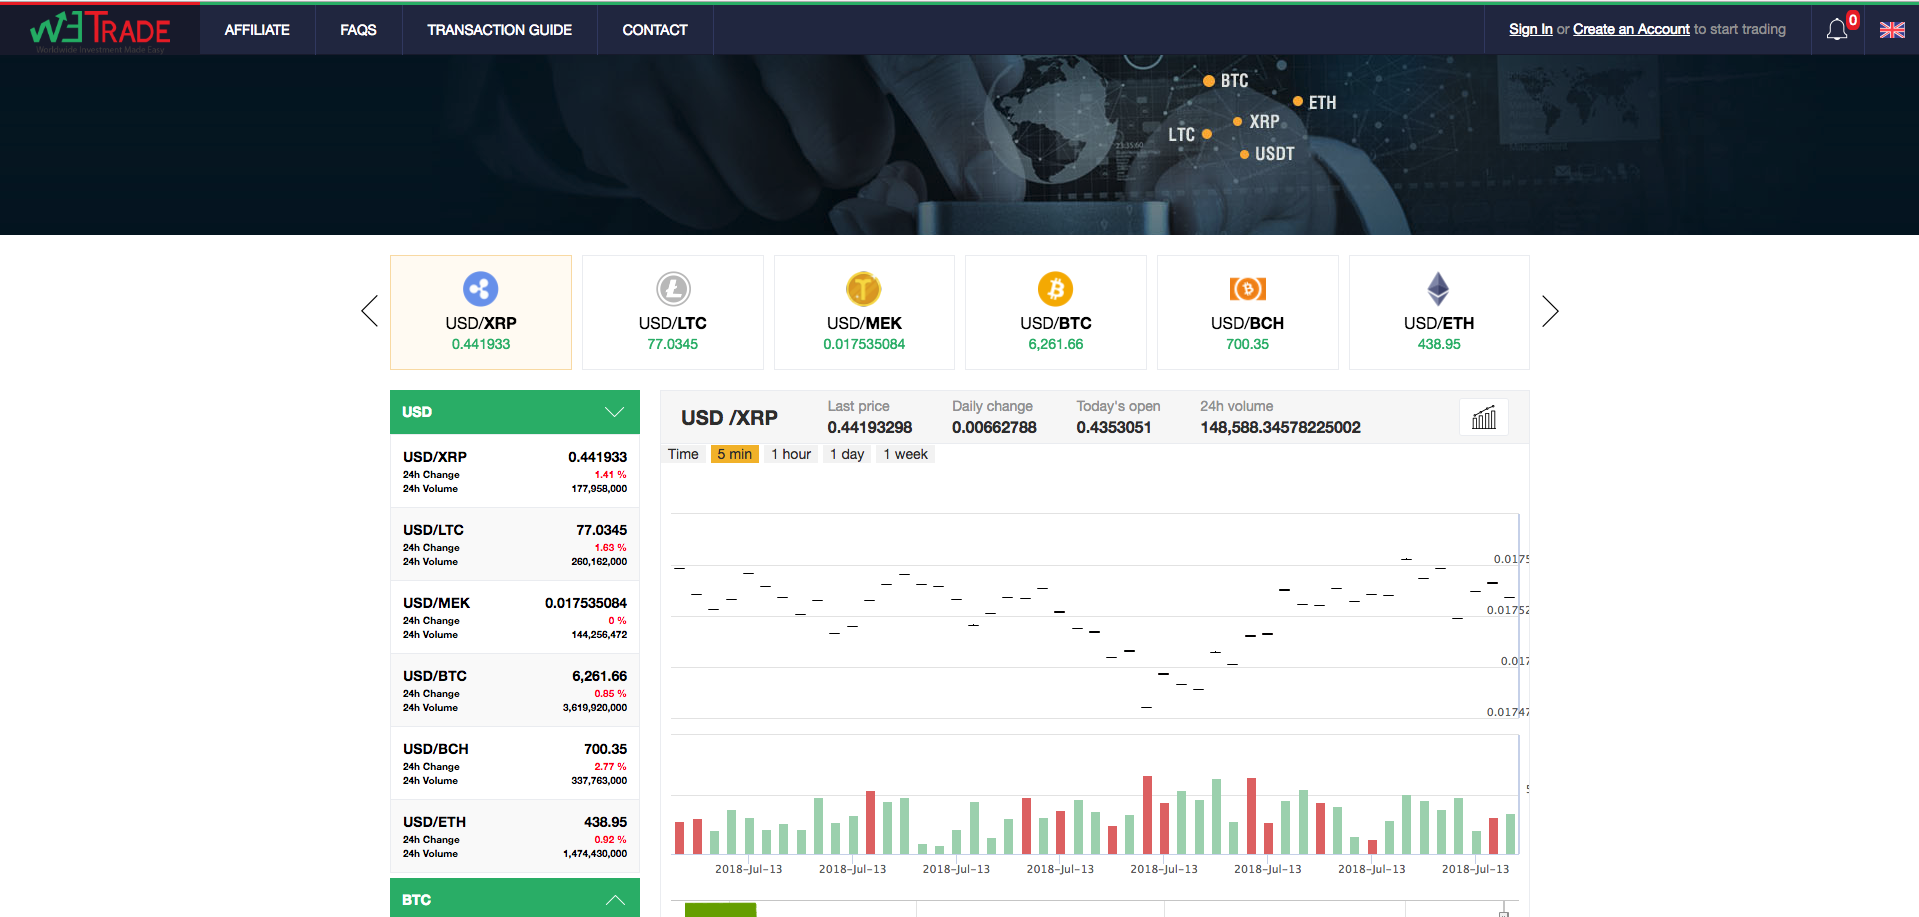 W3TRADE
Worldwide Investment Made Easy
AFFILIATE
FAQS
TRANSACTION GUIDE
CONTACT
Sign In or Create an Account to start trading
0
BTC
ETH
XRP
LTC
USDT
23:35:60
Management
USD/XRP
0.441933
USD/LTC
77.0345
USD/MEK
0.017535084
USD/BTC
6,261.66
USD/BCH
700.35
USD/ETH
438.95
USD
USD/XRP 0.441933
24h Change 1.41 %
24h Volume 177,958,000
USD/LTC 77.0345
24h Change 1.63 %
24h Volume 260,162,000
USD/MEK 0.017535084
24h Change 0 %
24h Volume 144,256,472
USD/BTC 6,261.66
24h Change 0.85 %
24h Volume 3,619,920,000
USD/BCH 700.35
24h Change 2.77 %
24h Volume 337,763,000
USD/ETH 438.95
24h Change 0.92 %
24h Volume 1,474,430,000
BTC
USD /XRP
Last price
0.44193298
Daily change
0.00662788
Today's open
0.4353051
24h volume
148,588.34578225002
Time 5 min 1 hour 1 day 1 week
0.0175
0.01752
0.017
0.01747
5
2018-Jul-13 2018-Jul-13 2018-Jul-13 2018-Jul-13 2018-Jul-13 2018-Jul-13 2018-Jul-13 2018-Jul-13